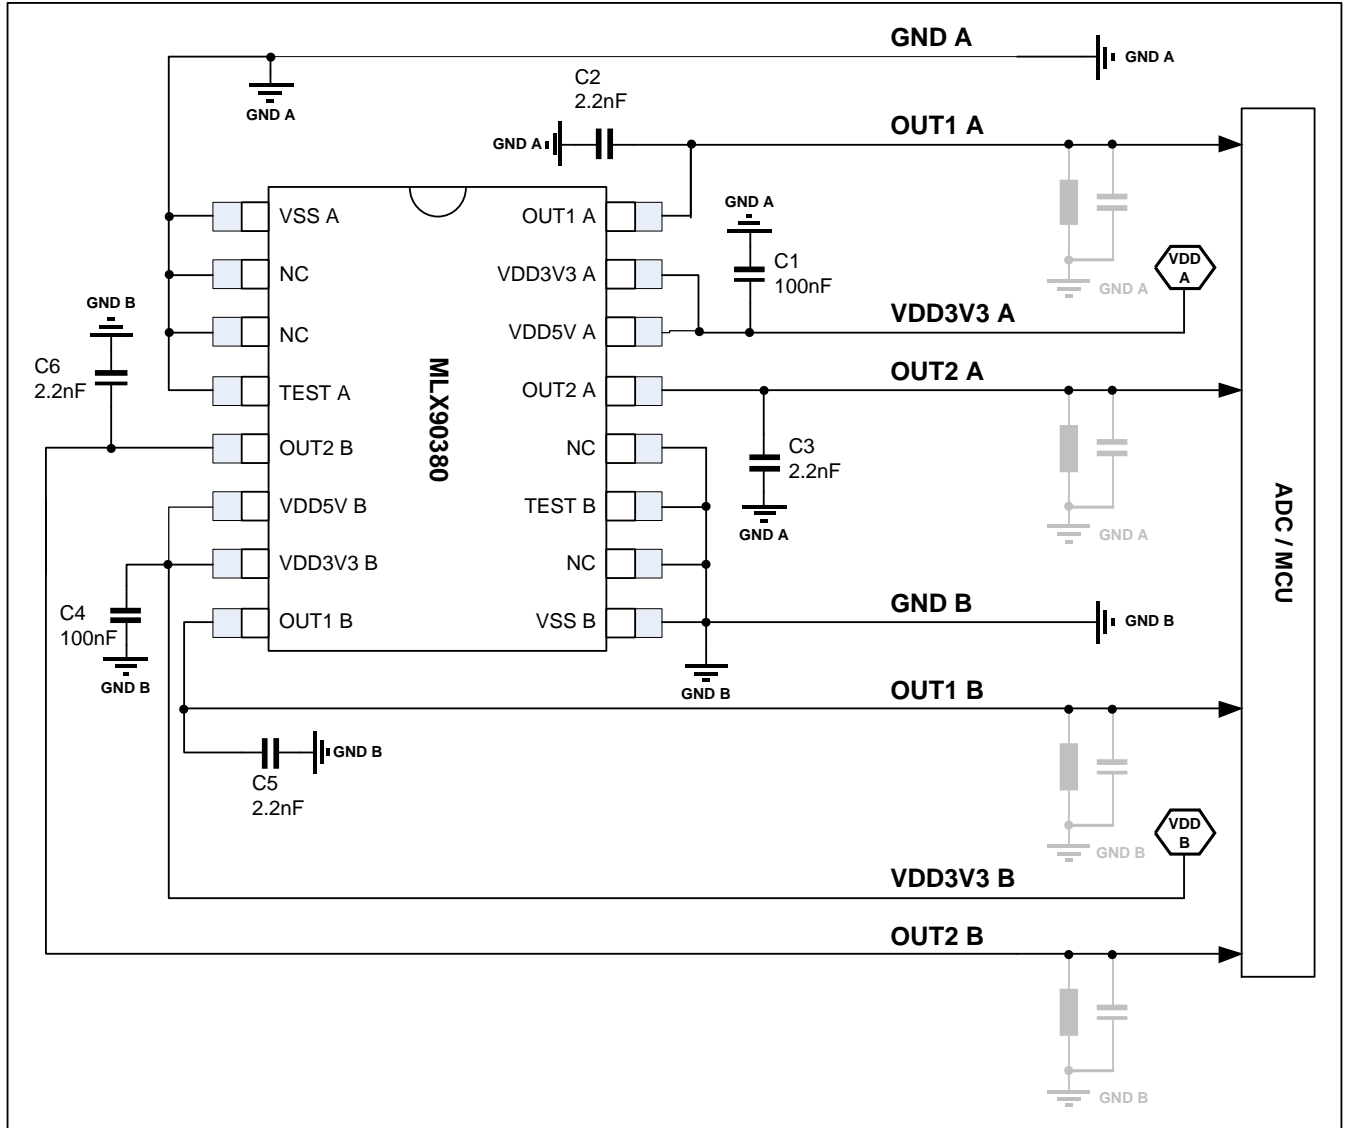 GND A
GND A
GND A
C2
2.2nF
GND A
OUT1 A
VSS A
NC
NC
TEST A
OUT2 B
VDD5V B
VDD3V3 B
OUT1 B
MLX90380
OUT1 A
VDD3V3 A
VDD5V A
OUT2 A
NC
TEST B
NC
VSS B
GND A
C1
100nF
GND A
VDD
A
VDD3V3 A
GND B
C6
2.2nF
OUT2 A
C3
2.2nF
GND A
GND A
ADC / MCU
C4
100nF
GND B
GND B
GND B
GND B
OUT1 B
C5
2.2nF
GND B
GND B
VDD
B
VDD3V3 B
OUT2 B
GND B